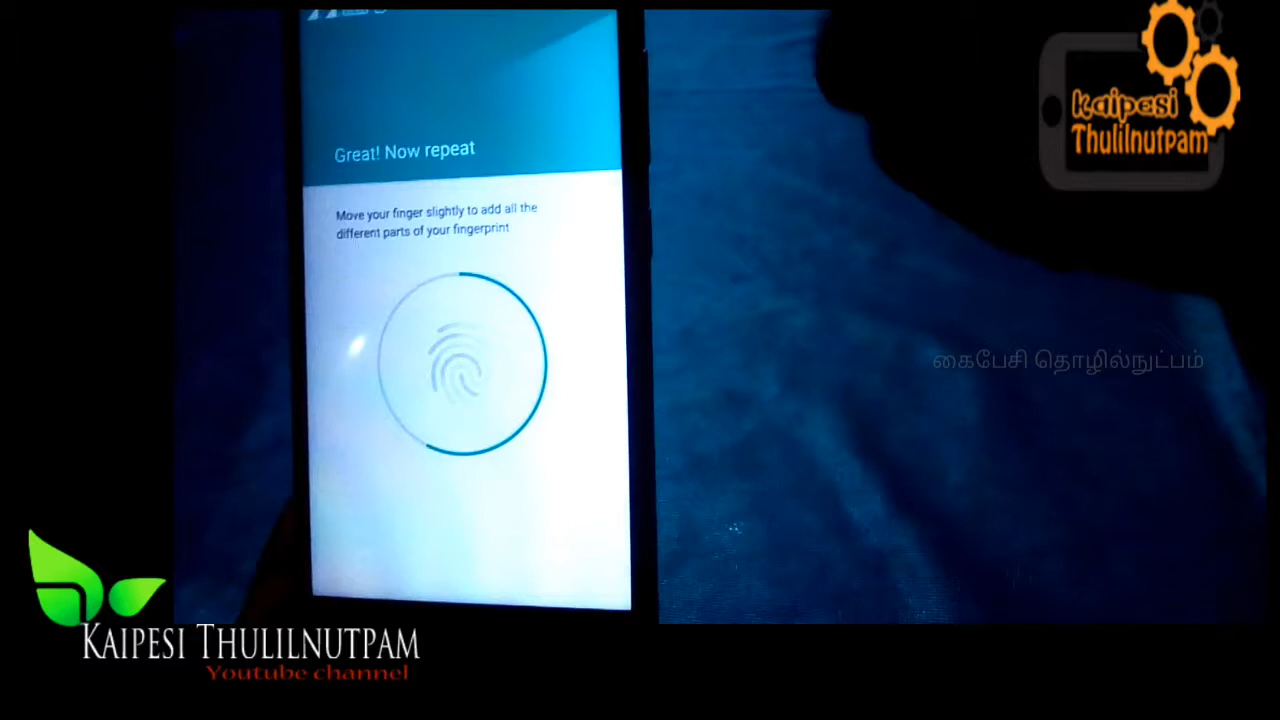 Great! Now repeat
Move your finger slightly to add all the
different parts of your fingerprint
kaipesi
Thulilnutpam
கைபேசி தொழில்நுட்பம்
KAIPESI THULILNUTPAM
Youtube channel